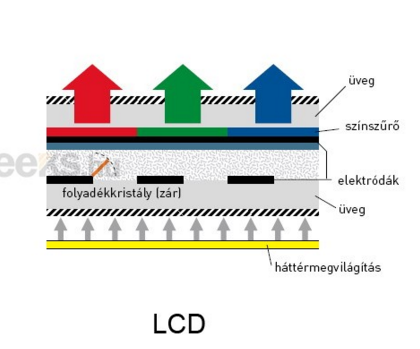 üveg
színszűrő
elektródák
folyadékkristály (zár)
üveg
háttérmegvilágítás
LCD